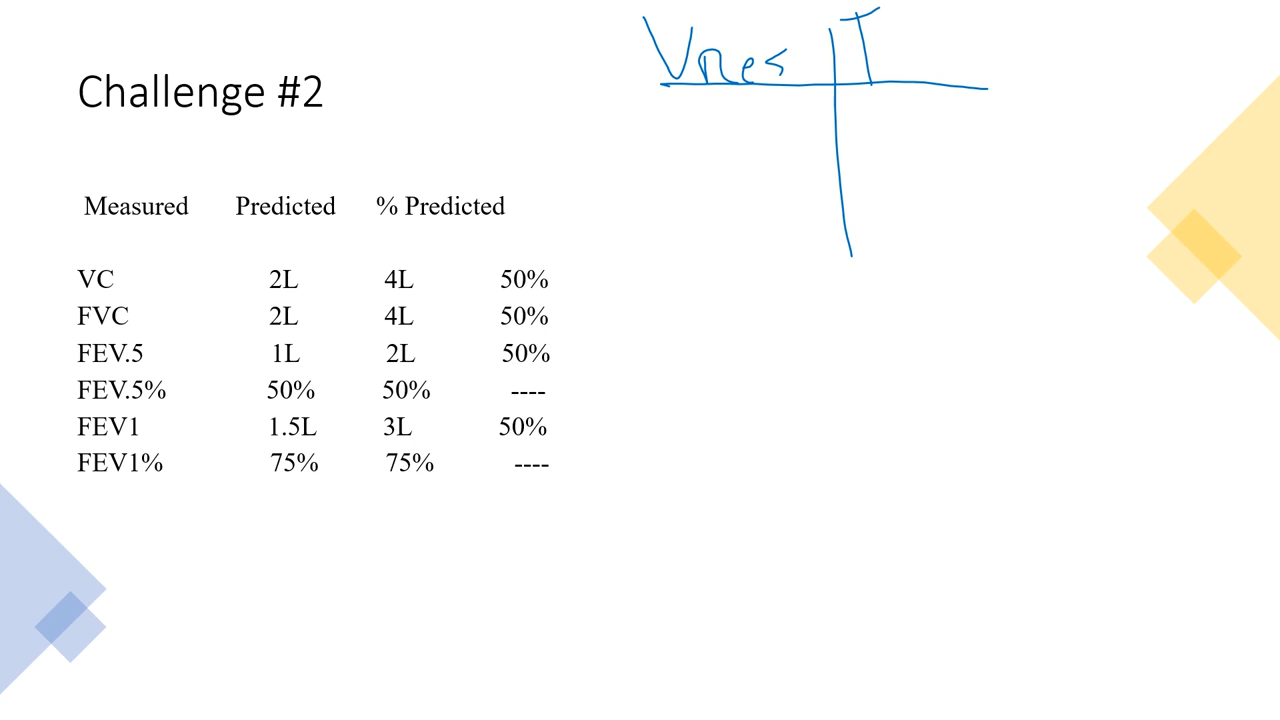 VRes T
Challenge #2
Measured Predicted % Predicted
VC 2L 4L 50%
FVC 2L 4L 50%
FEV.5 1L 2L 50%
FEV.5% 50% 50% ----
FEV1 1.5L 3L 50%
FEV1% 75% 75% ----